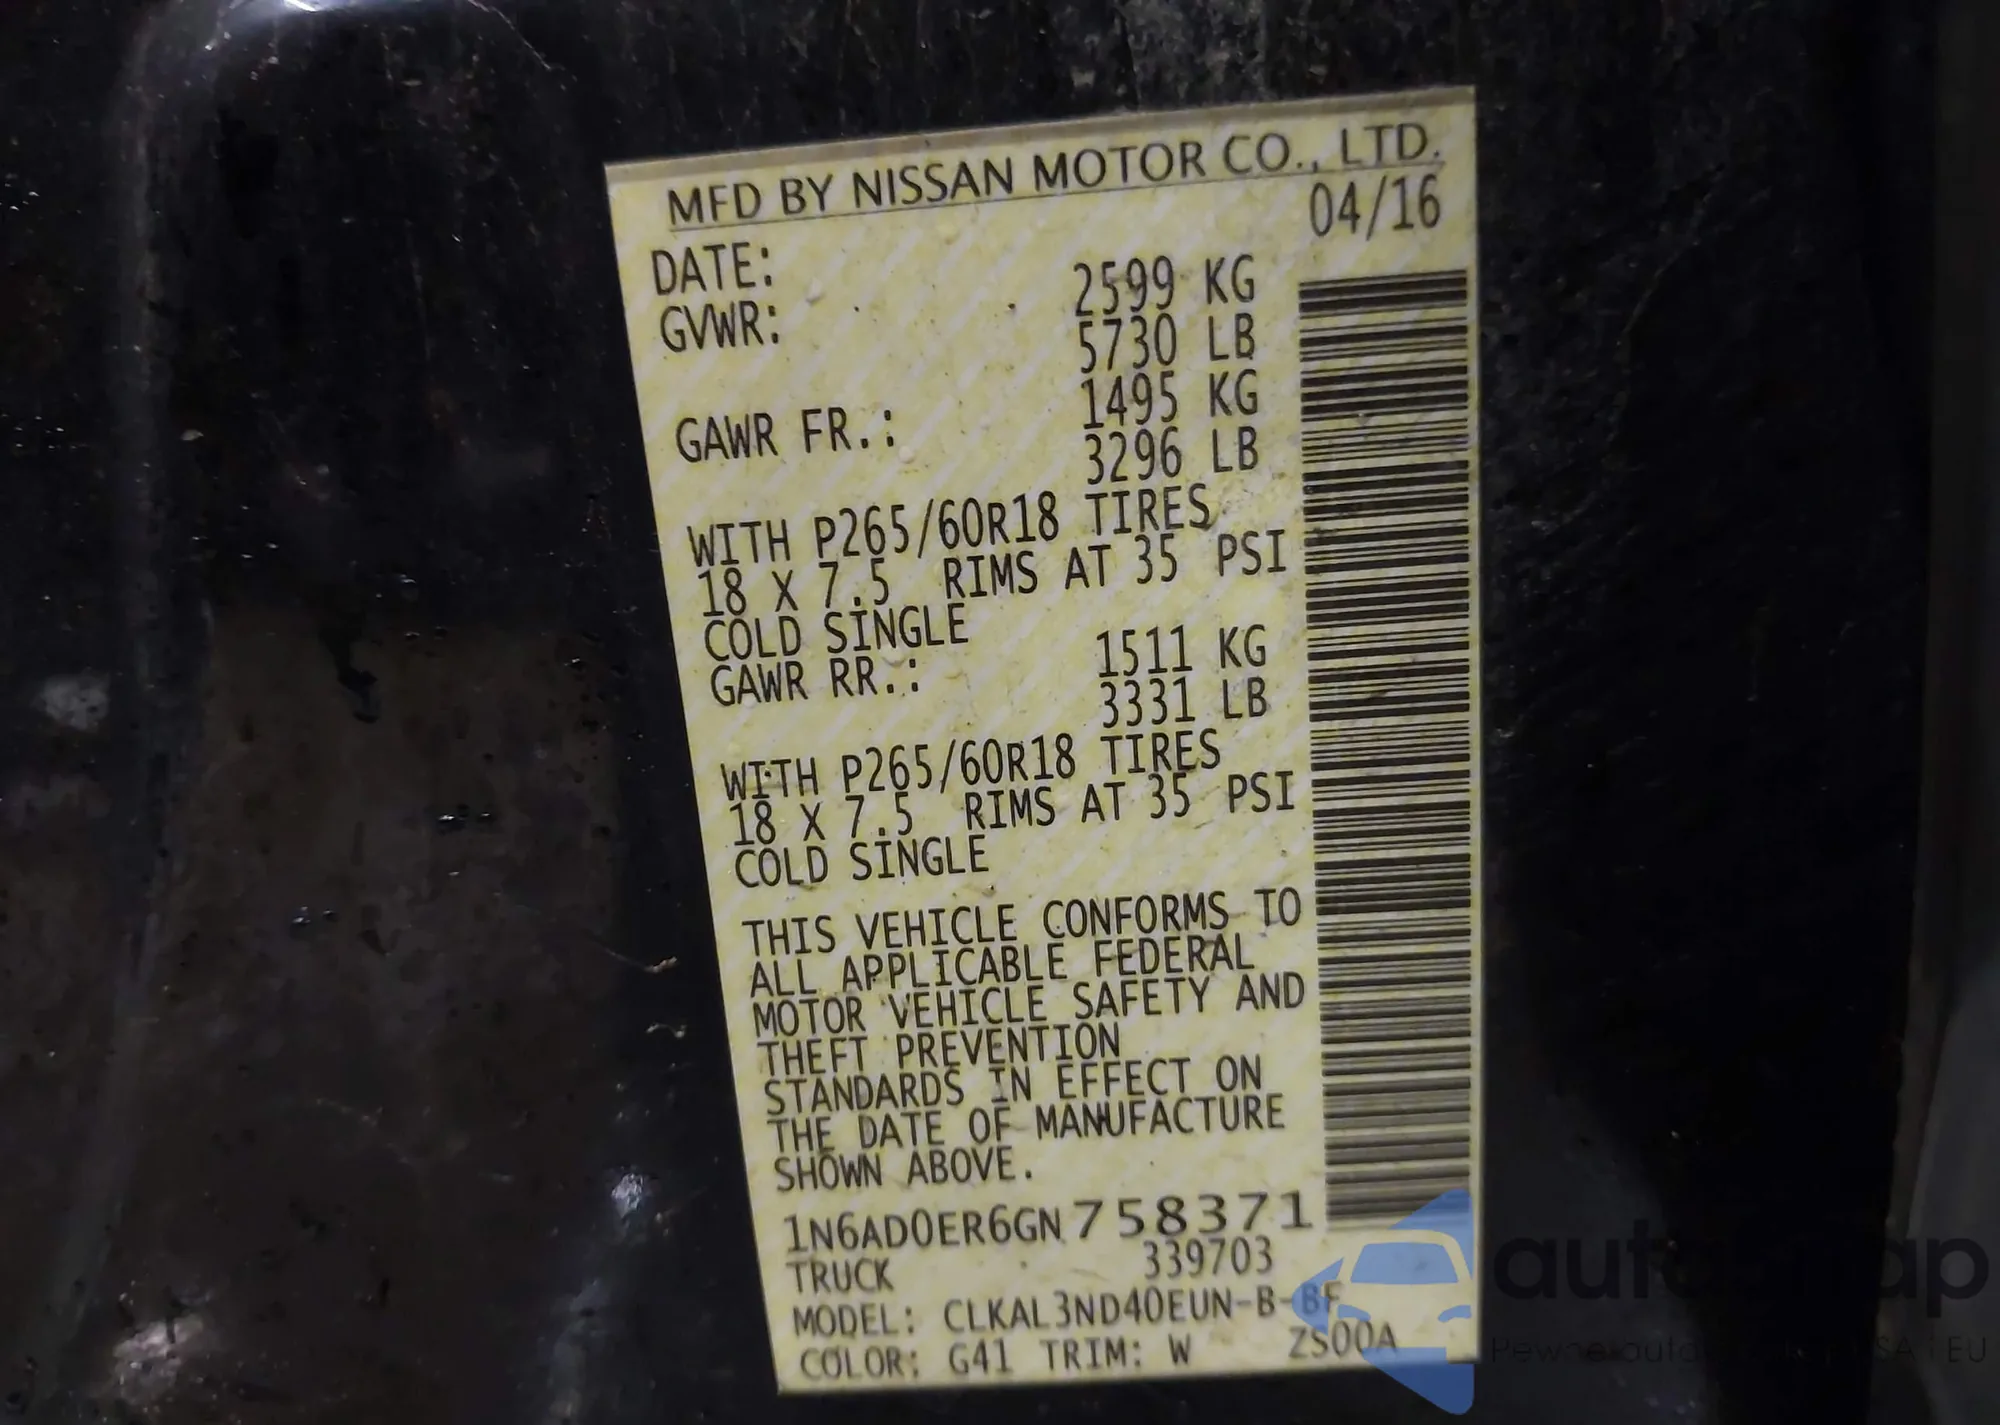 MFD BY NISSAN MOTOR CO., LTD.
DATE: 04/16
GVWR: 2599 KG
5730 LB
GAWR FR.: 1495 KG
3296 LB
WITH P265/60R18 TIRES
18 X 7.5 RIMS AT 35 PSI
COLD SINGLE
GAWR RR.: 1511 KG
3331 LB
WITH P265/60R18 TIRES
18 X 7.5 RIMS AT 35 PSI
COLD SINGLE
THIS VEHICLE CONFORMS TO
ALL APPLICABLE FEDERAL
MOTOR VEHICLE SAFETY AND
THEFT PREVENTION
STANDARDS IN EFFECT ON
THE DATE OF MANUFACTURE
SHOWN ABOVE.
1N6AD0ER6GN758371
TRUCK 339703
MODEL: CLKAL3ND40EUN-B-BF
COLOR: G41 TRIM: W ZS00A
EU